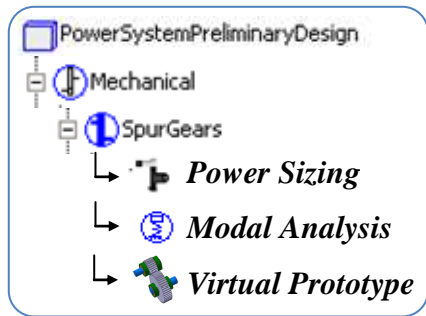 PowerSystemPreliminaryDesign
Mechanical
SpurGears
Power Sizing
Modal Analysis
Virtual Prototype